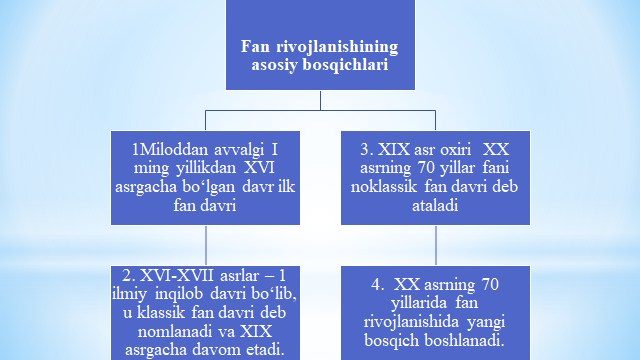 Fan rivojlanishining
asosiy bosqichlari
1Miloddan avvalgi I
ming yillikdan XVI
asrgacha bo‘lgan davr ilk
fan davri
2. XVI-XVII asrlar – 1
ilmiy inqilob davri bo‘lib,
u klassik fan davri deb
nomlanadi va XIX
asrgacha davom etadi.
3. XIX asr oxiri XX
asrning 70 yillar fani
noklassik fan davri deb
ataladi
4. XX asrning 70
yillarida fan
rivojlanishida yangi
bosqich boshlanadi.